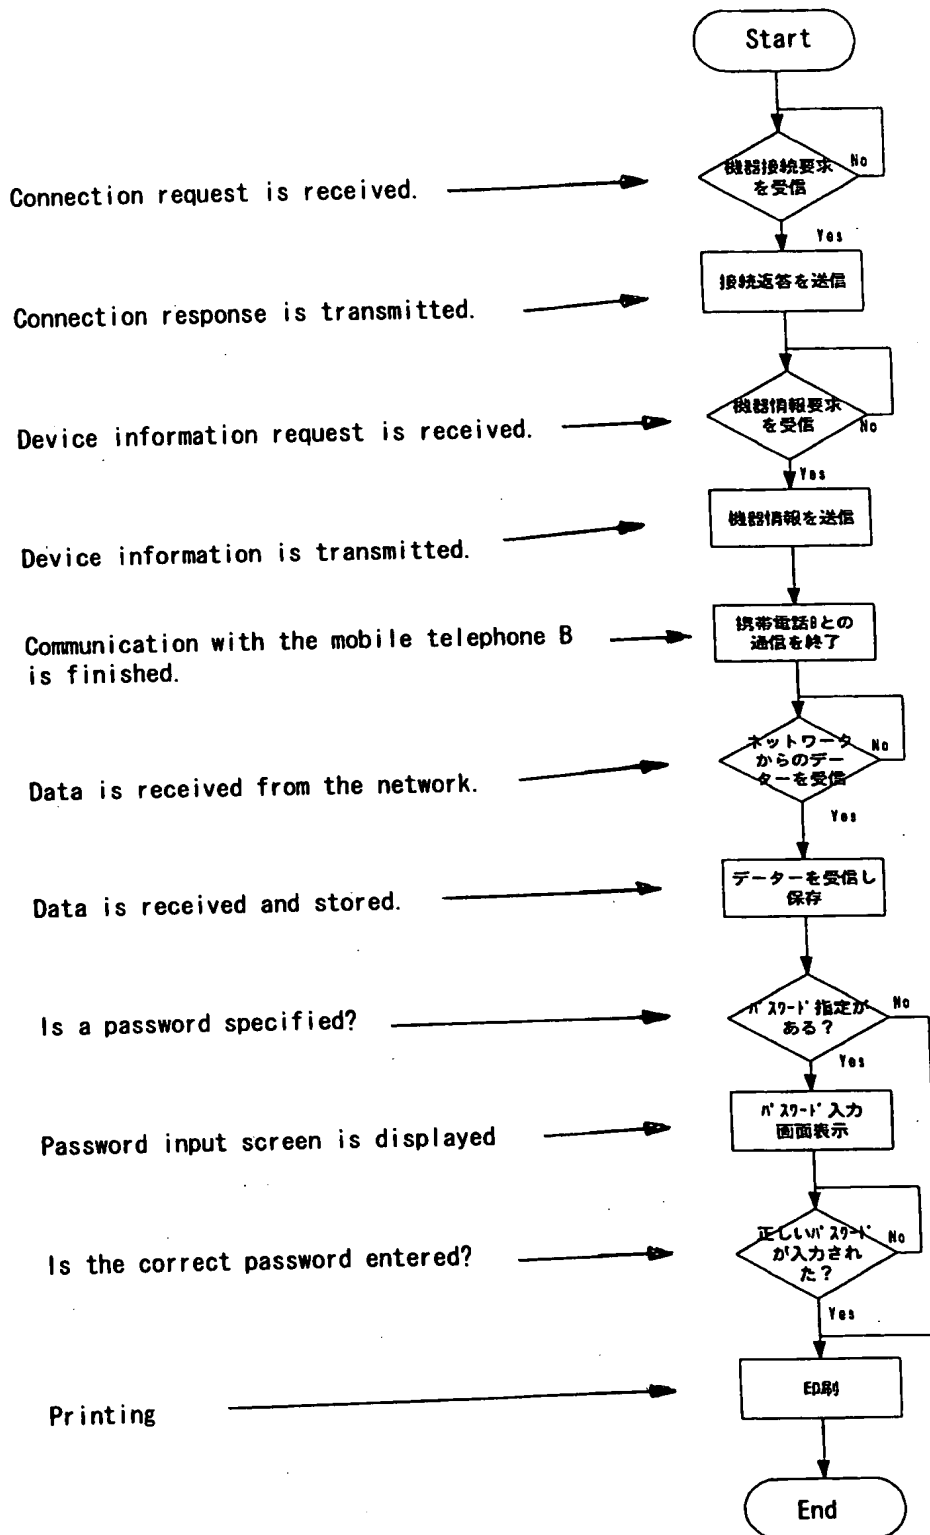 Start
Connection request is received.
機器接続要求
を受信
No
Yes
Connection response is transmitted.
接続返答を送信
Device information request is received.
機器情報要求
を受信
No
Yes
Device information is transmitted.
機器情報を送信
Communication with the mobile telephone B
is finished.
携帯電話Bとの
通信を終了
Data is received from the network.
ネットワータ
からのデー
ターを受信
No
Yes
Data is received and stored.
データーを受信し
保存
Is a password specified?
ﾊﾟｽﾜｰﾄﾞ指定が
ある？
No
Yes
Password input screen is displayed
ﾊﾟｽﾜｰﾄﾞ入力
画面表示
Is the correct password entered?
正しいﾊﾟｽﾜｰﾄﾞ
が入力され
た？
No
Yes
Printing
印刷
End